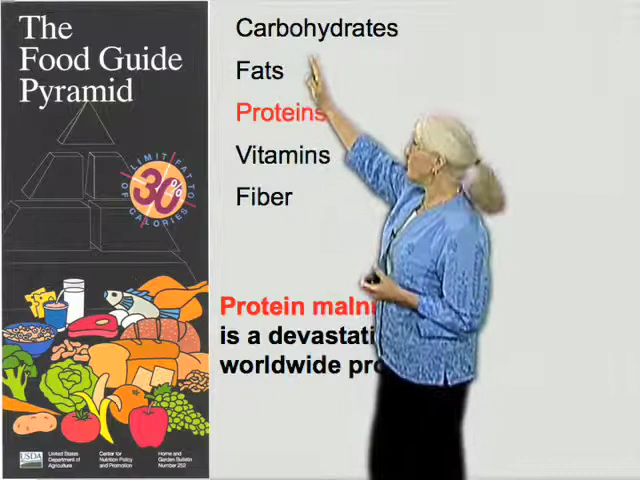 The
Food Guide
Pyramid
LIMIT FAT TO
30%
OF CALORIES
USDA
United States
Department of
Agriculture
Center for
Nutrition Policy
and Promotion
Home and
Garden Bulletin
Number 252
Carbohydrates
Fats
Proteins
Vitamins
Fiber
Protein maln
is a devastati
worldwide pro